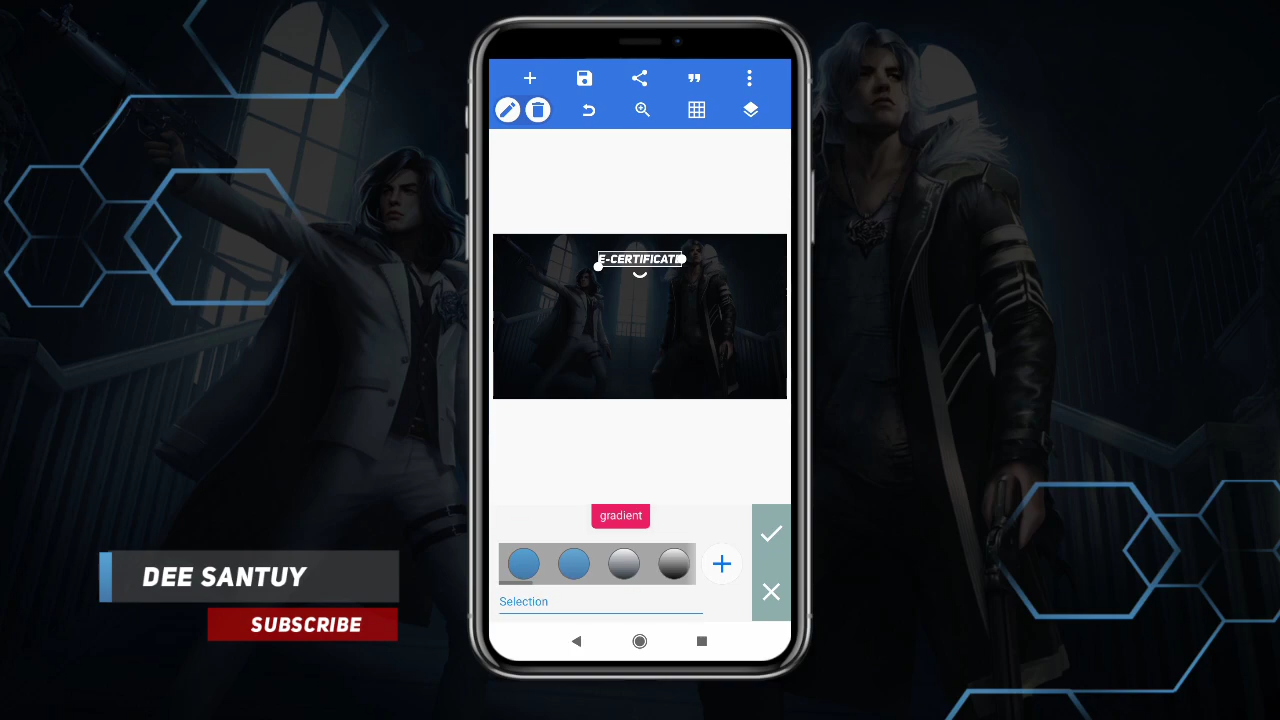 E-CERTIFICATE
gradient
Selection
DEE SANTUY
SUBSCRIBE